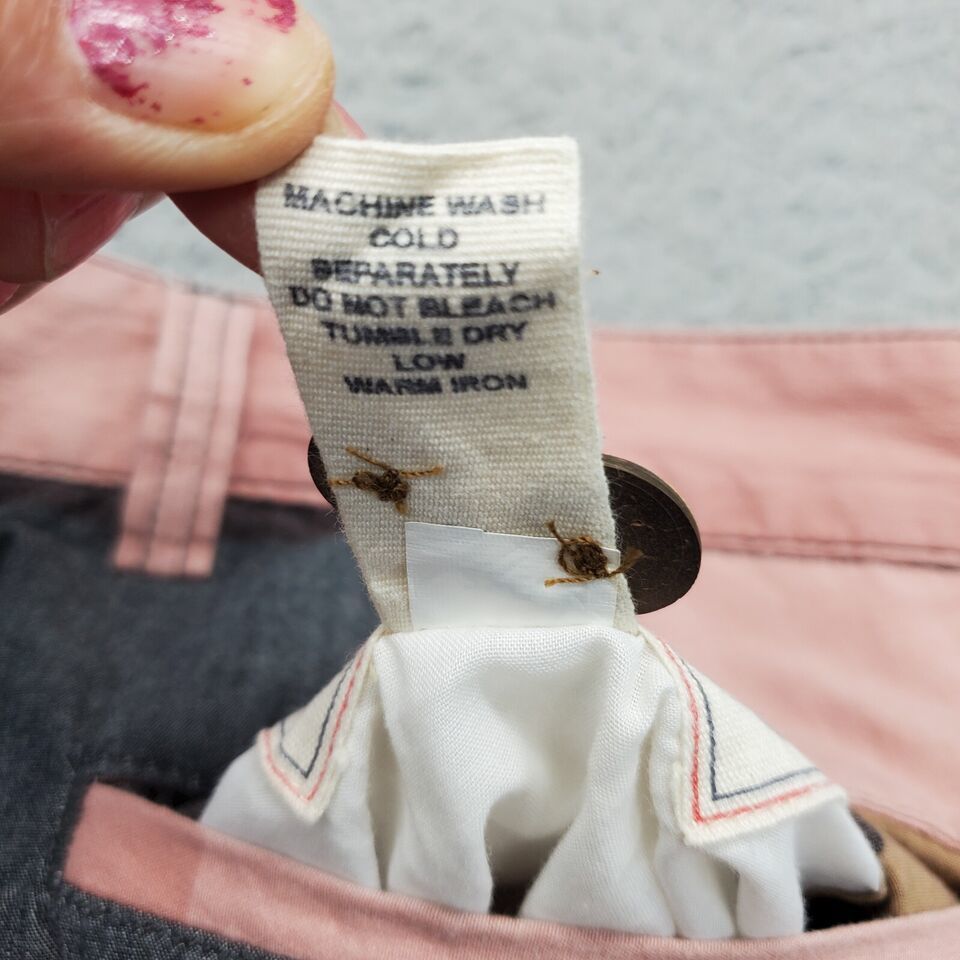 MACHINE WASH
COLD
SEPARATELY
DO NOT BLEACH
TUMBLE DRY
LOW
WARM IRON